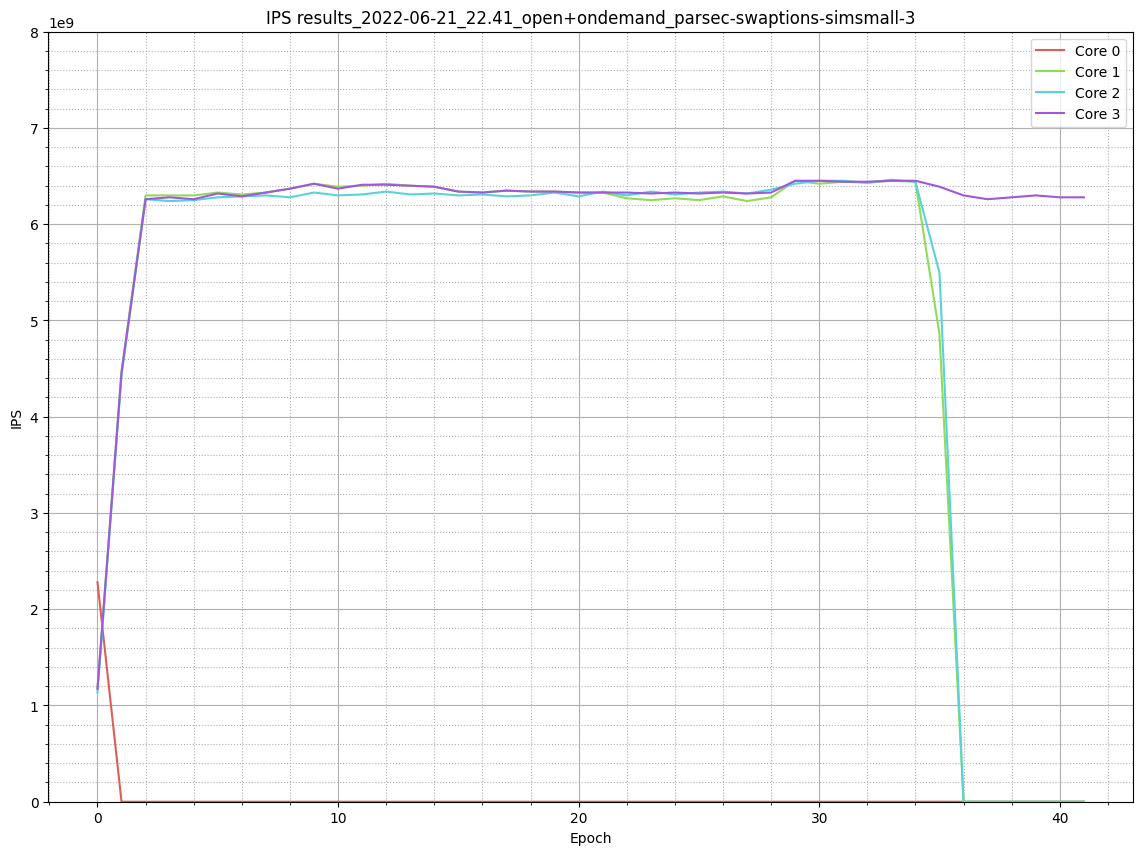 IPS results_2022-06-21_22.41_open+ondemand_parsec-swaptions-simsmall-3
1e9
8
7
6
5
4
3
2
1
0
IPS
0 10 20 30 40
Epoch
Core 0
Core 1
Core 2
Core 3